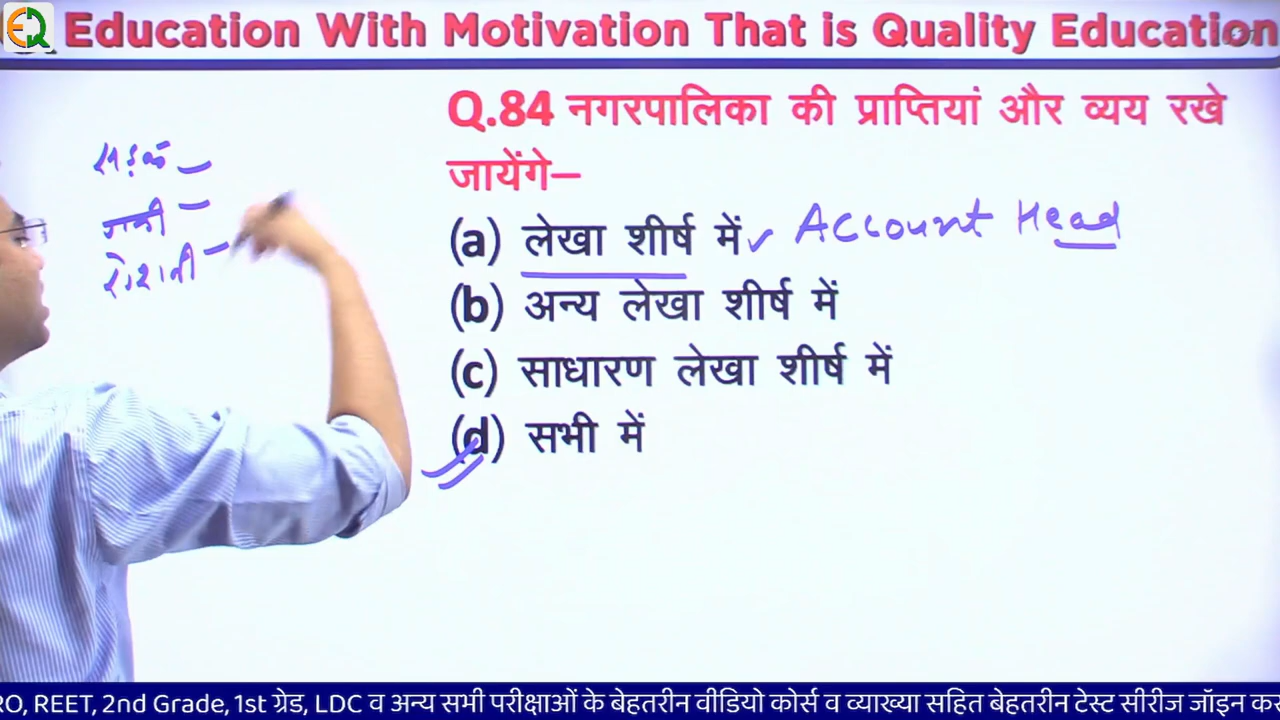 Education With Motivation That is Quality Education
Q.84 नगरपालिका की प्राप्तियां और व्यय रखे
जायेंगे–
(a) लेखा शीर्ष में Account Head
(b) अन्य लेखा शीर्ष में
(c) साधारण लेखा शीर्ष में
(d) सभी में
सड़क –
नाली –
रोशनी –
RO, REET, 2nd Grade, 1st ग्रेड, LDC व अन्य सभी परीक्षाओं के बेहतरीन वीडियो कोर्स व व्याख्या सहित बेहतरीन टेस्ट सीरीज जॉइन कर